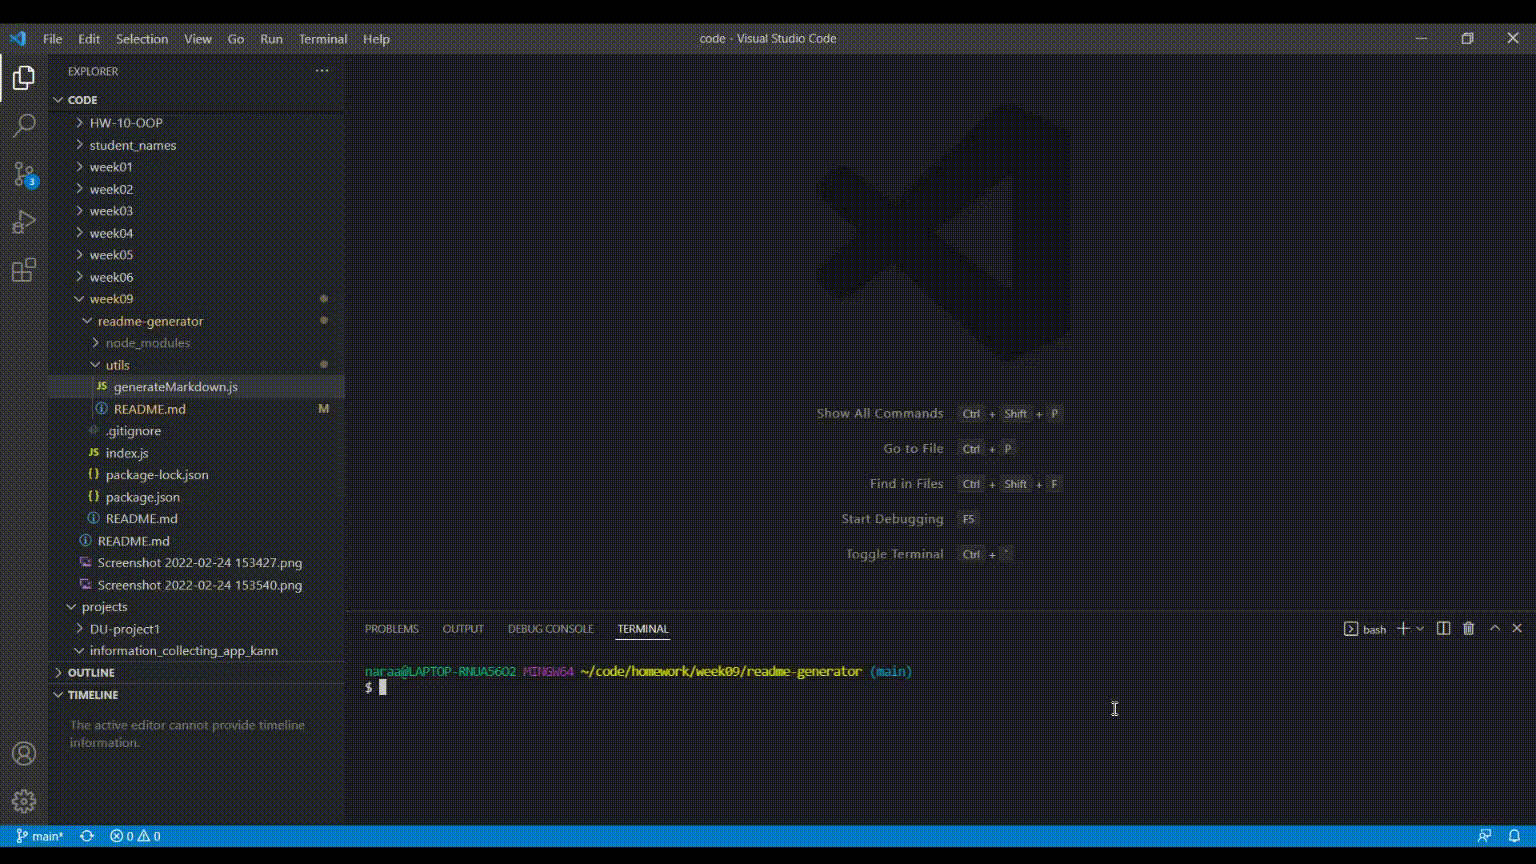 File Edit Selection View Go Run Terminal Help
code - Visual Studio Code
EXPLORER
CODE
HW-10-OOP
student_names
week01
week02
week03
week04
week05
week06
week09
readme-generator
node_modules
utils
JS generateMarkdown.js
README.md M
.gitignore
JS index.js
{} package-lock.json
{} package.json
README.md
README.md
Screenshot 2022-02-24 153427.png
Screenshot 2022-02-24 153540.png
projects
DU-project1
information_collecting_app_kann
OUTLINE
TIMELINE
The active editor cannot provide timeline
information.
3
Show All Commands Ctrl + Shift + P
Go to File Ctrl + P
Find in Files Ctrl + Shift + F
Start Debugging F5
Toggle Terminal Ctrl + `
PROBLEMS OUTPUT DEBUG CONSOLE TERMINAL
bash
naraa@LAPTOP-RNUA56O2 MINGW64 ~/code/homework/week09/readme-generator (main)
$
main* 0 0